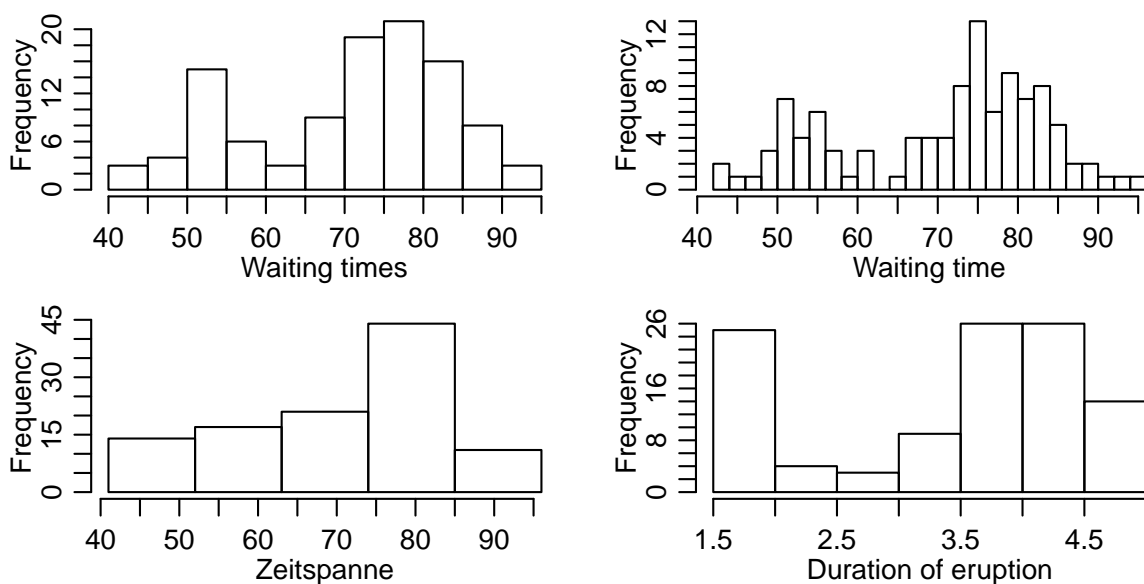 Frequency
0 6 12 20
40 50 60 70 80 90
Waiting times
Frequency
0 4 8 12
40 50 60 70 80 90
Waiting time
Frequency
0 15 30 45
40 50 60 70 80 90
Zeitspanne
Frequency
0 8 16 26
1.5 2.5 3.5 4.5
Duration of eruption